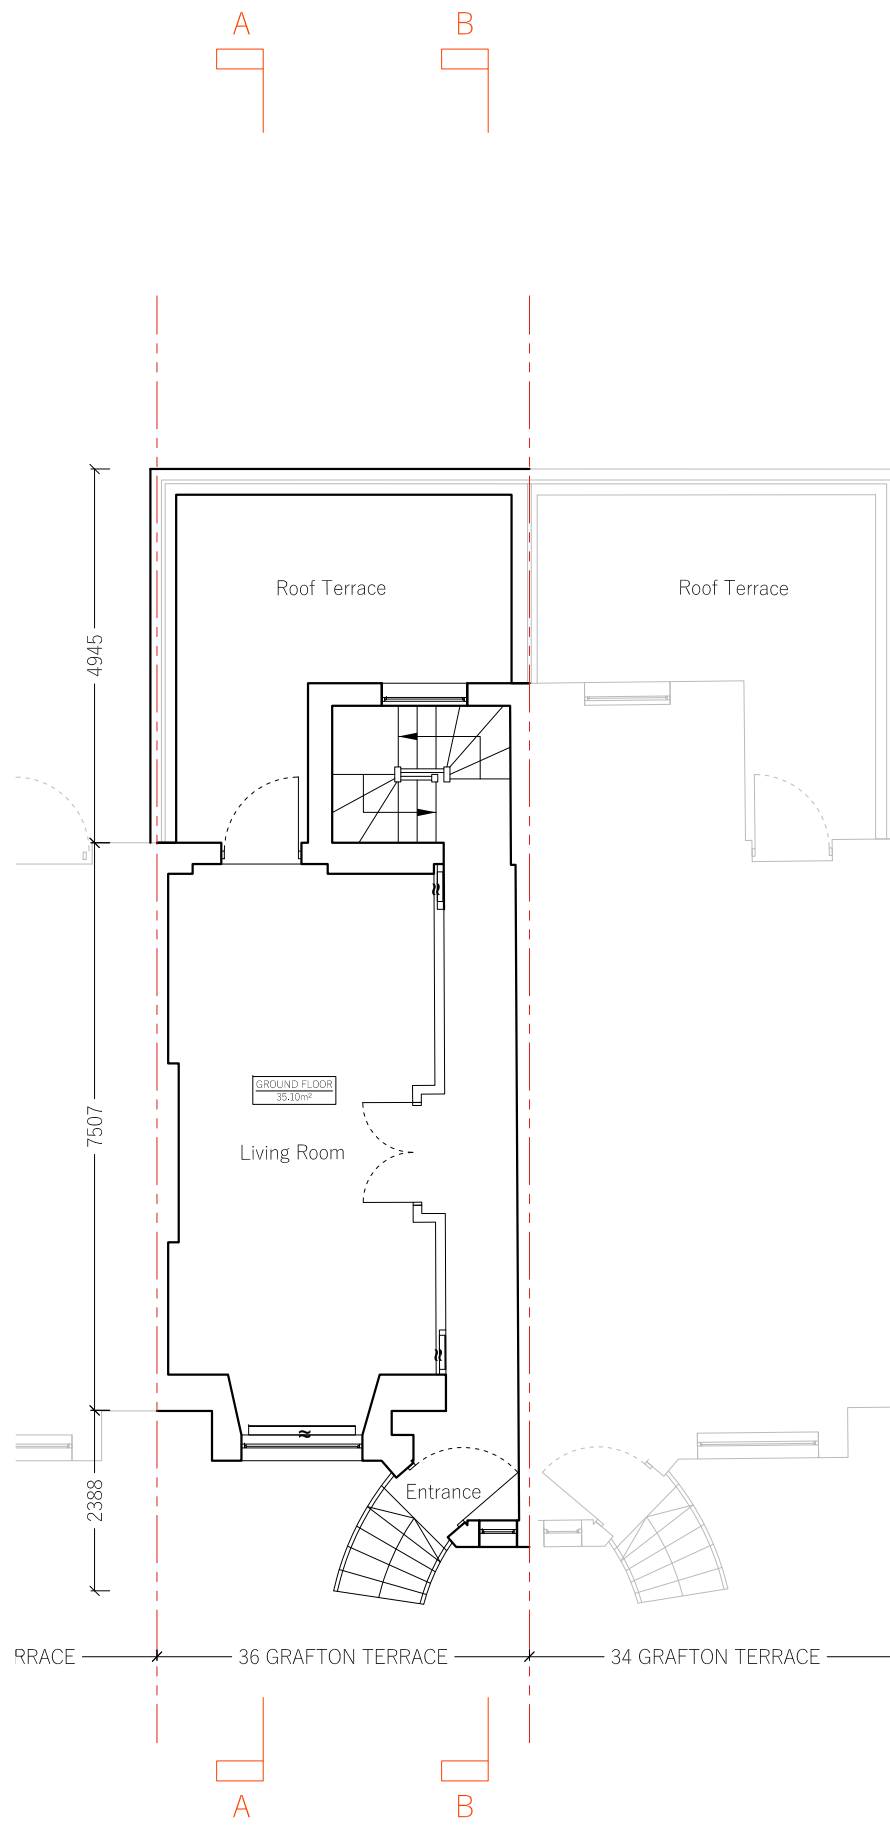 A
B
Roof Terrace
Roof Terrace
4945
GROUND FLOOR
35.10m²
7507
Living Room
Entrance
2388
RRACE
36 GRAFTON TERRACE
34 GRAFTON TERRACE
A
B